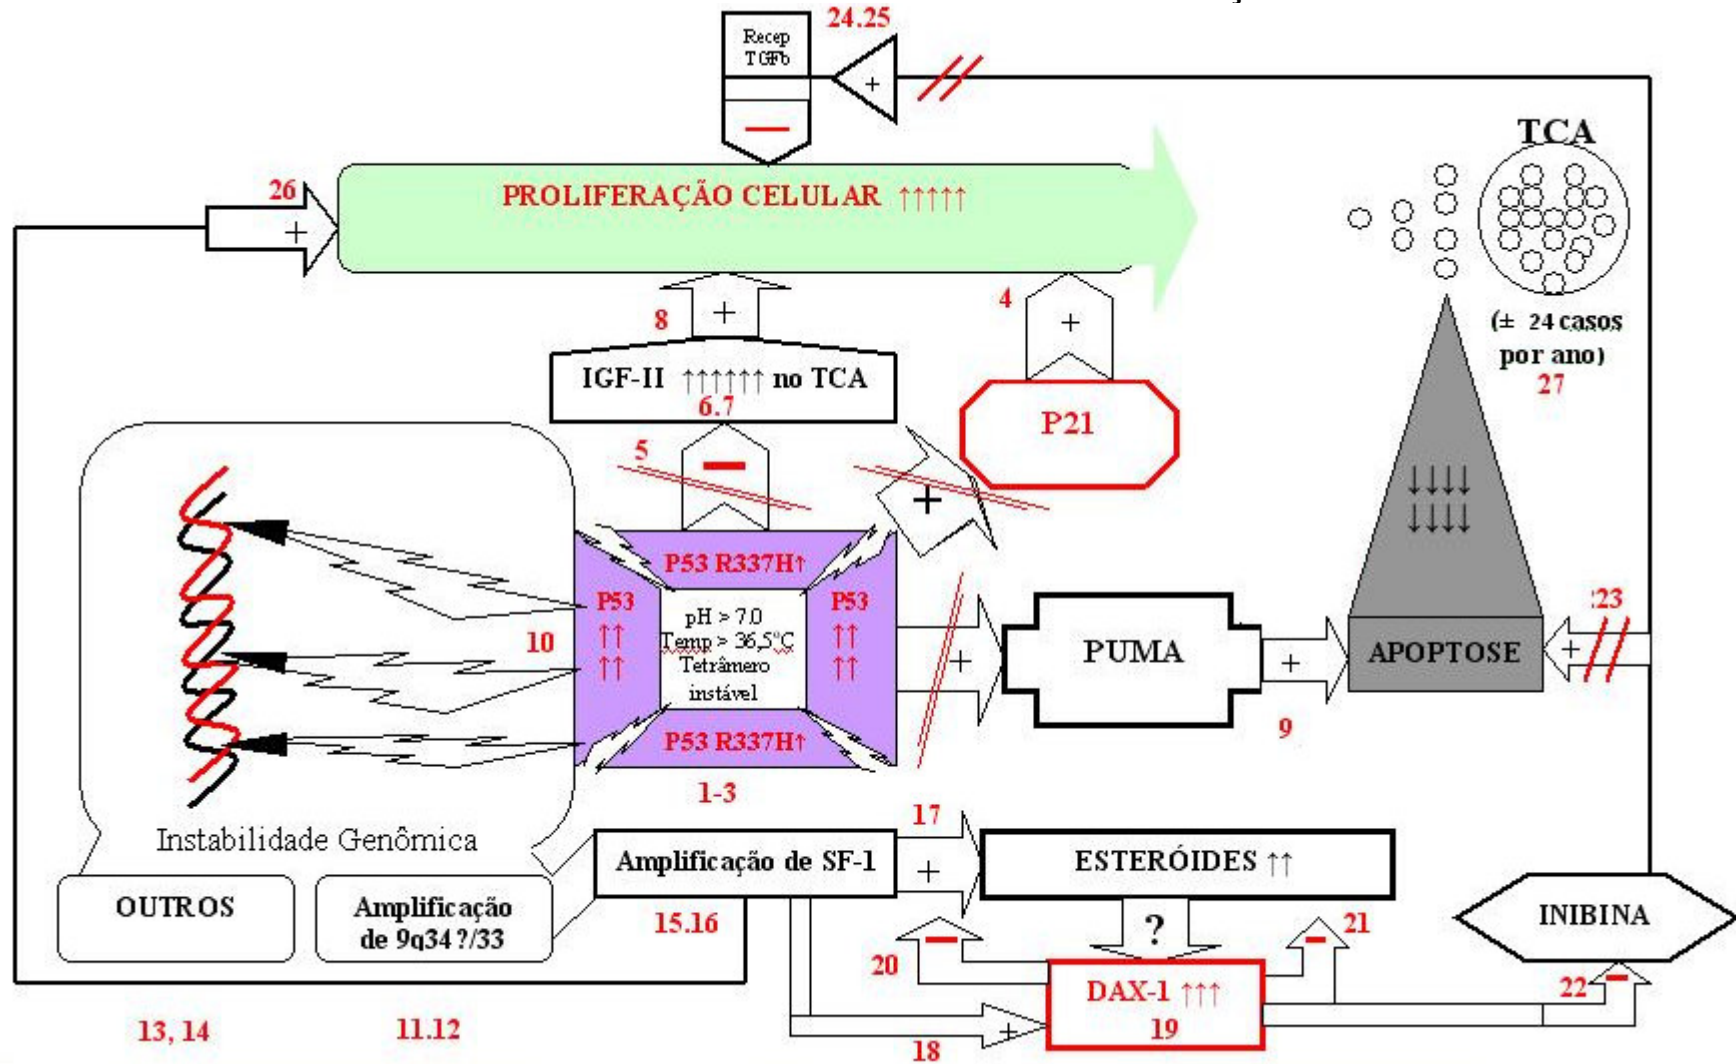 24.25
Recep
TGFb
+
TCA
26
PROLIFERAÇÃO CELULAR ↑↑↑↑↑
+
4
8
+
+
(± 24 casos
por ano)
27
IGF-II ↑↑↑↑↑↑ no TCA
6.7
P21
5
+
↓↓↓↓
↓↓↓↓
P53 R337H↑
P53
↑↑
↑↑
pH > 7.0
Temp > 36,5ºC
Tetrâmero
instável
P53
↑↑
↑↑
10
+
PUMA
+
9
APOPTOSE
+
:23
P53 R337H↑
1-3
Instabilidade Genômica
17
OUTROS
Amplificação
de 9q34?/33
Amplificação de SF-1
+
ESTERÓIDES ↑↑
15.16
?
INIBINA
20
21
DAX-1 ↑↑↑
19
22
13, 14
11.12
18
+